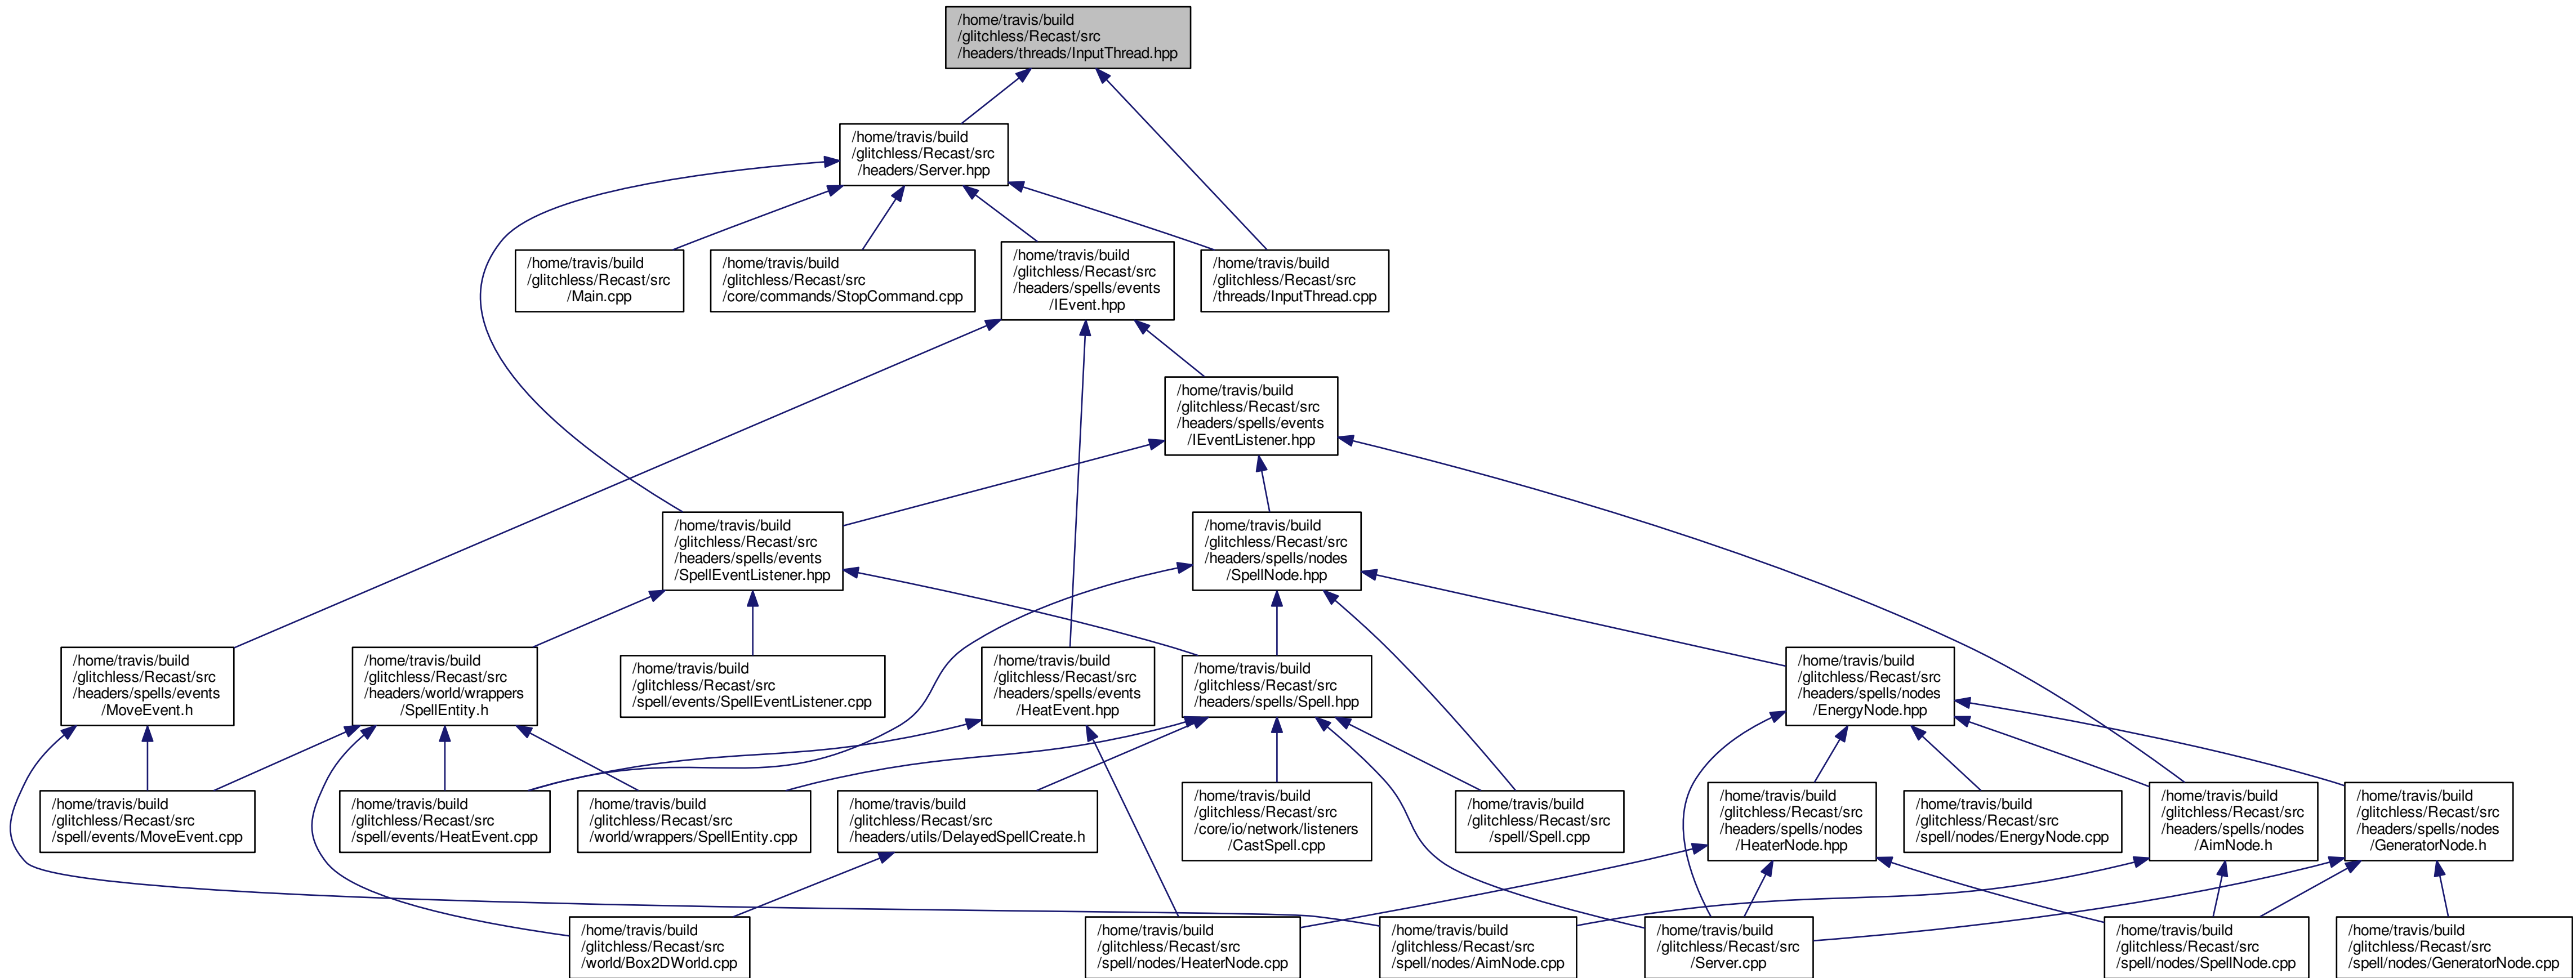 /home/travis/build
/glitchless/Recast/src
/headers/threads/InputThread.hpp
/home/travis/build
/glitchless/Recast/src
/headers/Server.hpp
/home/travis/build
/glitchless/Recast/src
/Main.cpp
/home/travis/build
/glitchless/Recast/src
/core/commands/StopCommand.cpp
/home/travis/build
/glitchless/Recast/src
/headers/spells/events
/IEvent.hpp
/home/travis/build
/glitchless/Recast/src
/threads/InputThread.cpp
/home/travis/build
/glitchless/Recast/src
/headers/spells/events
/IEventListener.hpp
/home/travis/build
/glitchless/Recast/src
/headers/spells/events
/SpellEventListener.hpp
/home/travis/build
/glitchless/Recast/src
/headers/spells/nodes
/SpellNode.hpp
/home/travis/build
/glitchless/Recast/src
/headers/spells/events
/MoveEvent.h
/home/travis/build
/glitchless/Recast/src
/headers/world/wrappers
/SpellEntity.h
/home/travis/build
/glitchless/Recast/src
/spell/events/SpellEventListener.cpp
/home/travis/build
/glitchless/Recast/src
/headers/spells/events
/HeatEvent.hpp
/home/travis/build
/glitchless/Recast/src
/headers/spells/Spell.hpp
/home/travis/build
/glitchless/Recast/src
/headers/spells/nodes
/EnergyNode.hpp
/home/travis/build
/glitchless/Recast/src
/spell/events/MoveEvent.cpp
/home/travis/build
/glitchless/Recast/src
/spell/events/HeatEvent.cpp
/home/travis/build
/glitchless/Recast/src
/world/wrappers/SpellEntity.cpp
/home/travis/build
/glitchless/Recast/src
/headers/utils/DelayedSpellCreate.h
/home/travis/build
/glitchless/Recast/src
/core/io/network/listeners
/CastSpell.cpp
/home/travis/build
/glitchless/Recast/src
/spell/Spell.cpp
/home/travis/build
/glitchless/Recast/src
/headers/spells/nodes
/HeaterNode.hpp
/home/travis/build
/glitchless/Recast/src
/spell/nodes/EnergyNode.cpp
/home/travis/build
/glitchless/Recast/src
/headers/spells/nodes
/AimNode.h
/home/travis/build
/glitchless/Recast/src
/headers/spells/nodes
/GeneratorNode.h
/home/travis/build
/glitchless/Recast/src
/world/Box2DWorld.cpp
/home/travis/build
/glitchless/Recast/src
/spell/nodes/HeaterNode.cpp
/home/travis/build
/glitchless/Recast/src
/spell/nodes/AimNode.cpp
/home/travis/build
/glitchless/Recast/src
/Server.cpp
/home/travis/build
/glitchless/Recast/src
/spell/nodes/SpellNode.cpp
/home/travis/build
/glitchless/Recast/src
/spell/nodes/GeneratorNode.cpp